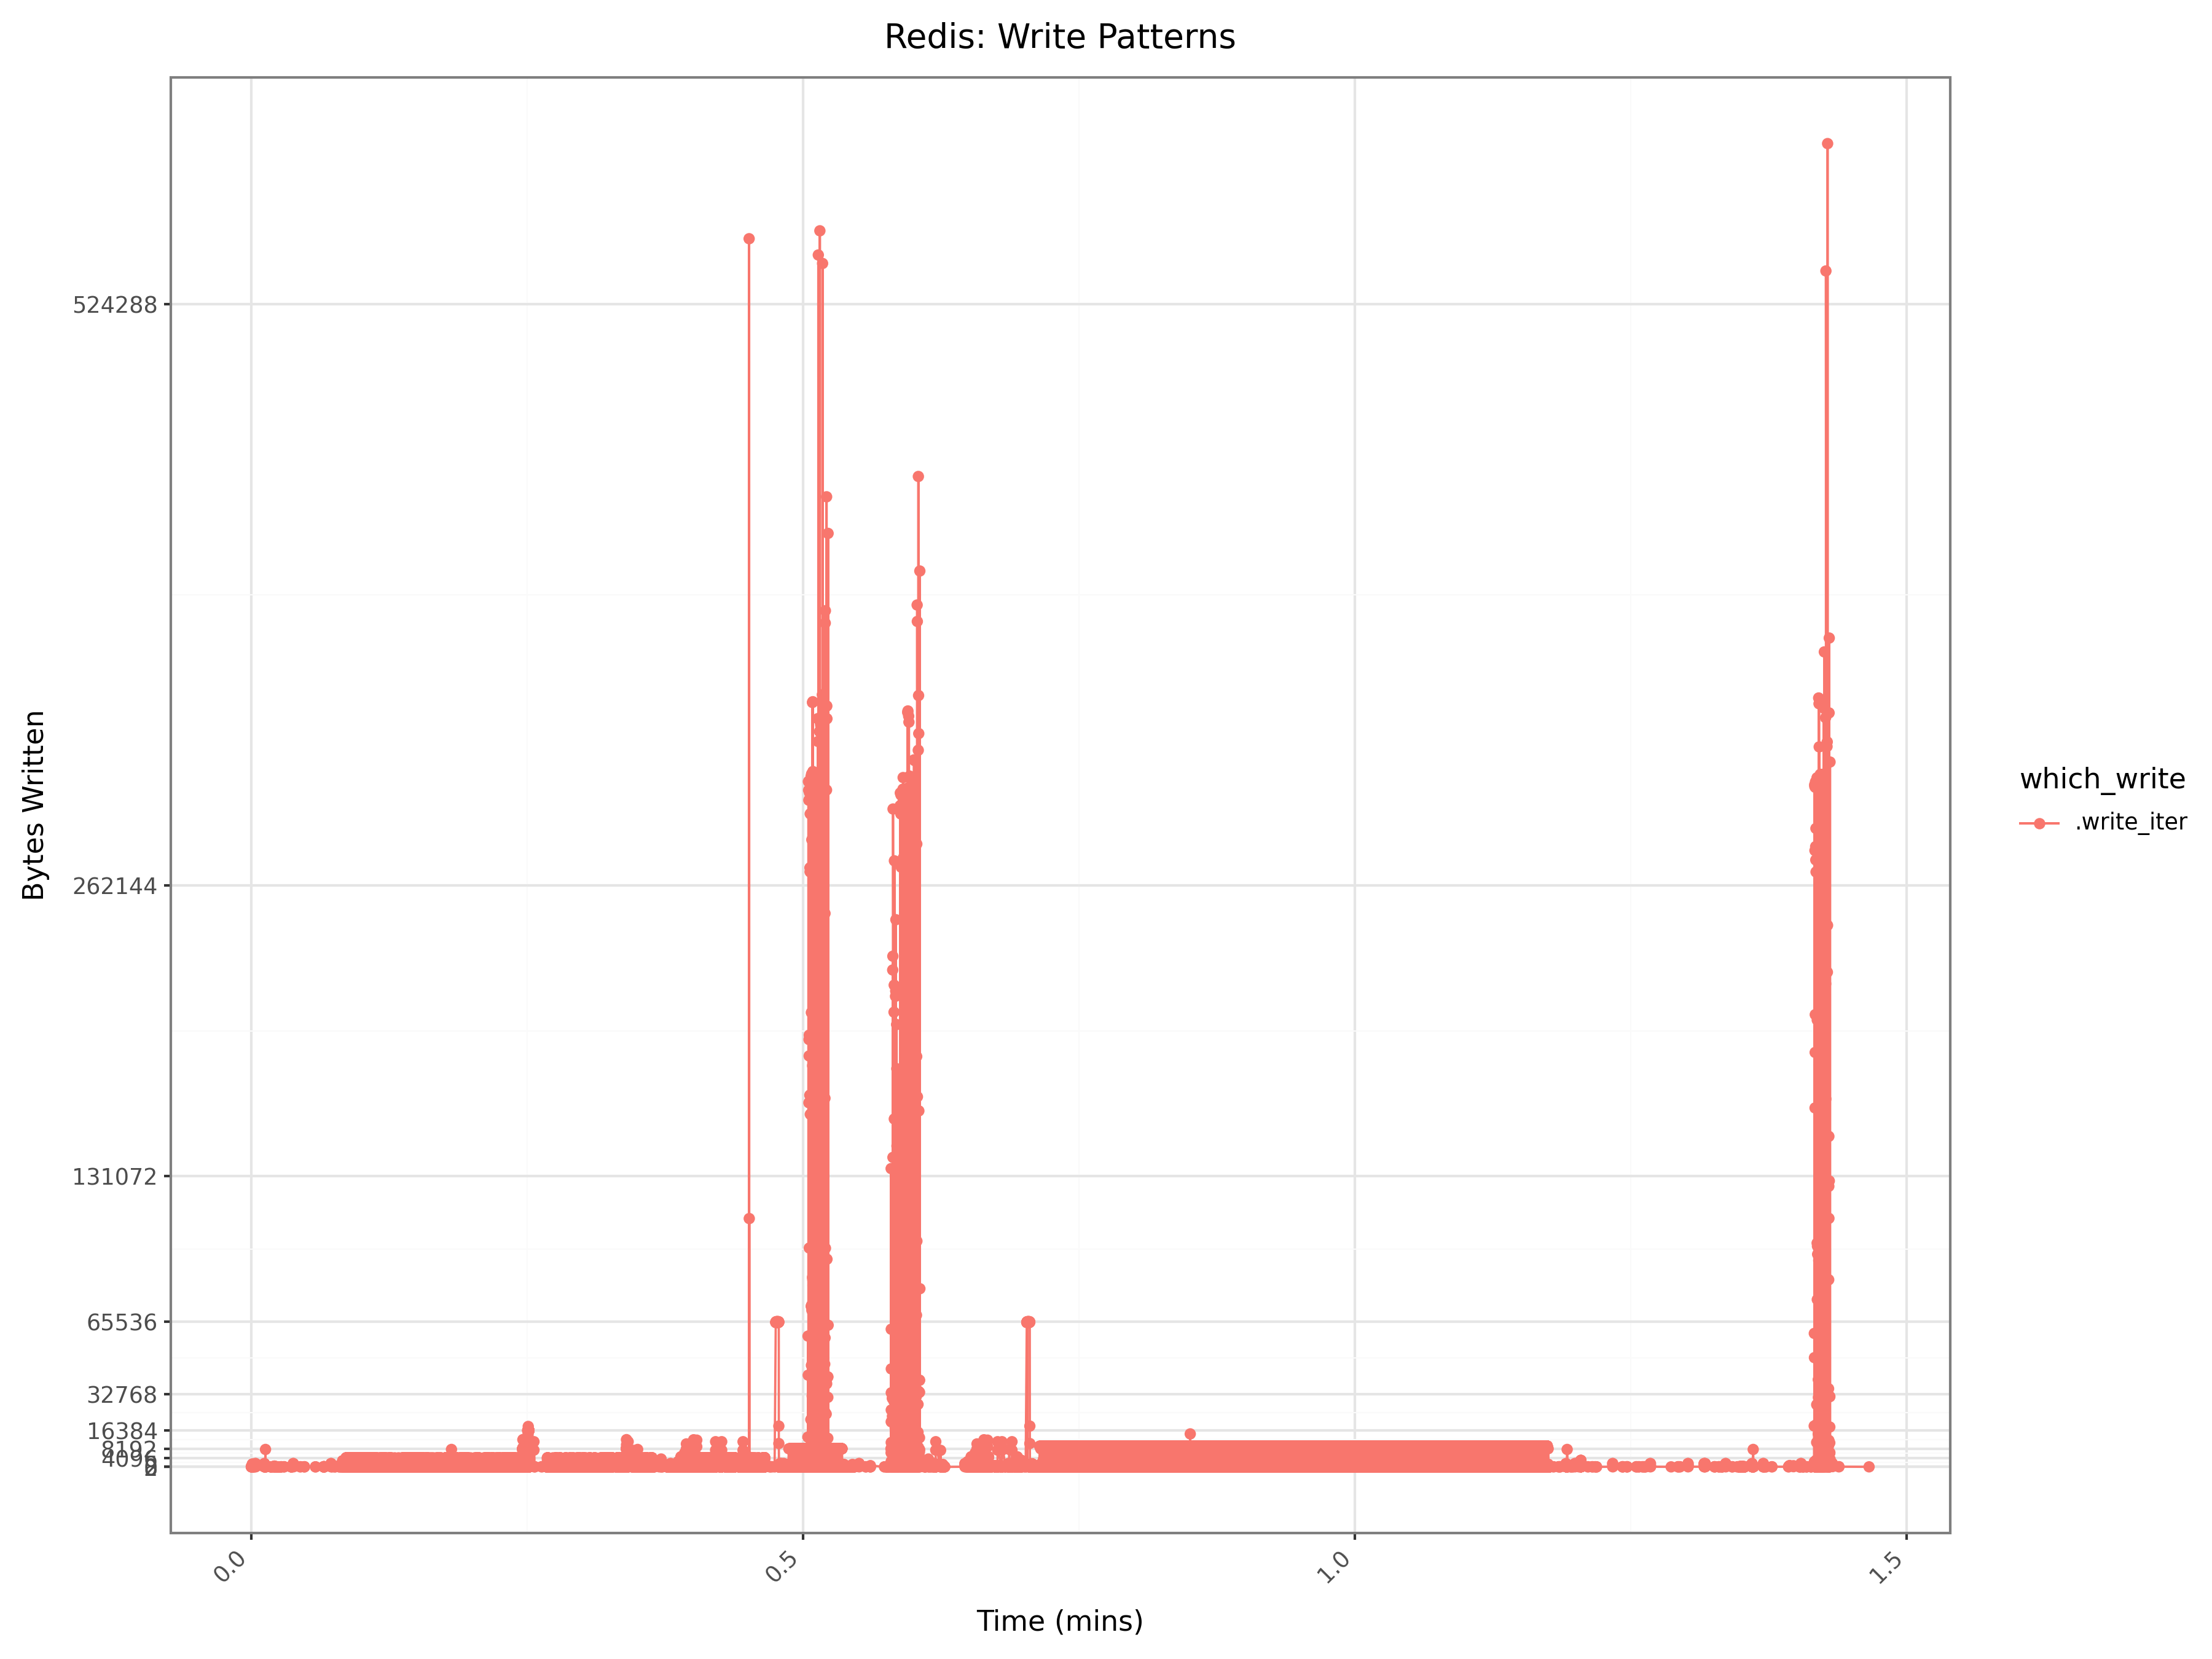 Redis: Write Patterns
524288
262144
131072
65536
32768
16384
8192
4096
0.0
0.5
1.0
1.5
Time (mins)
Bytes Written
which_write
.write_iter